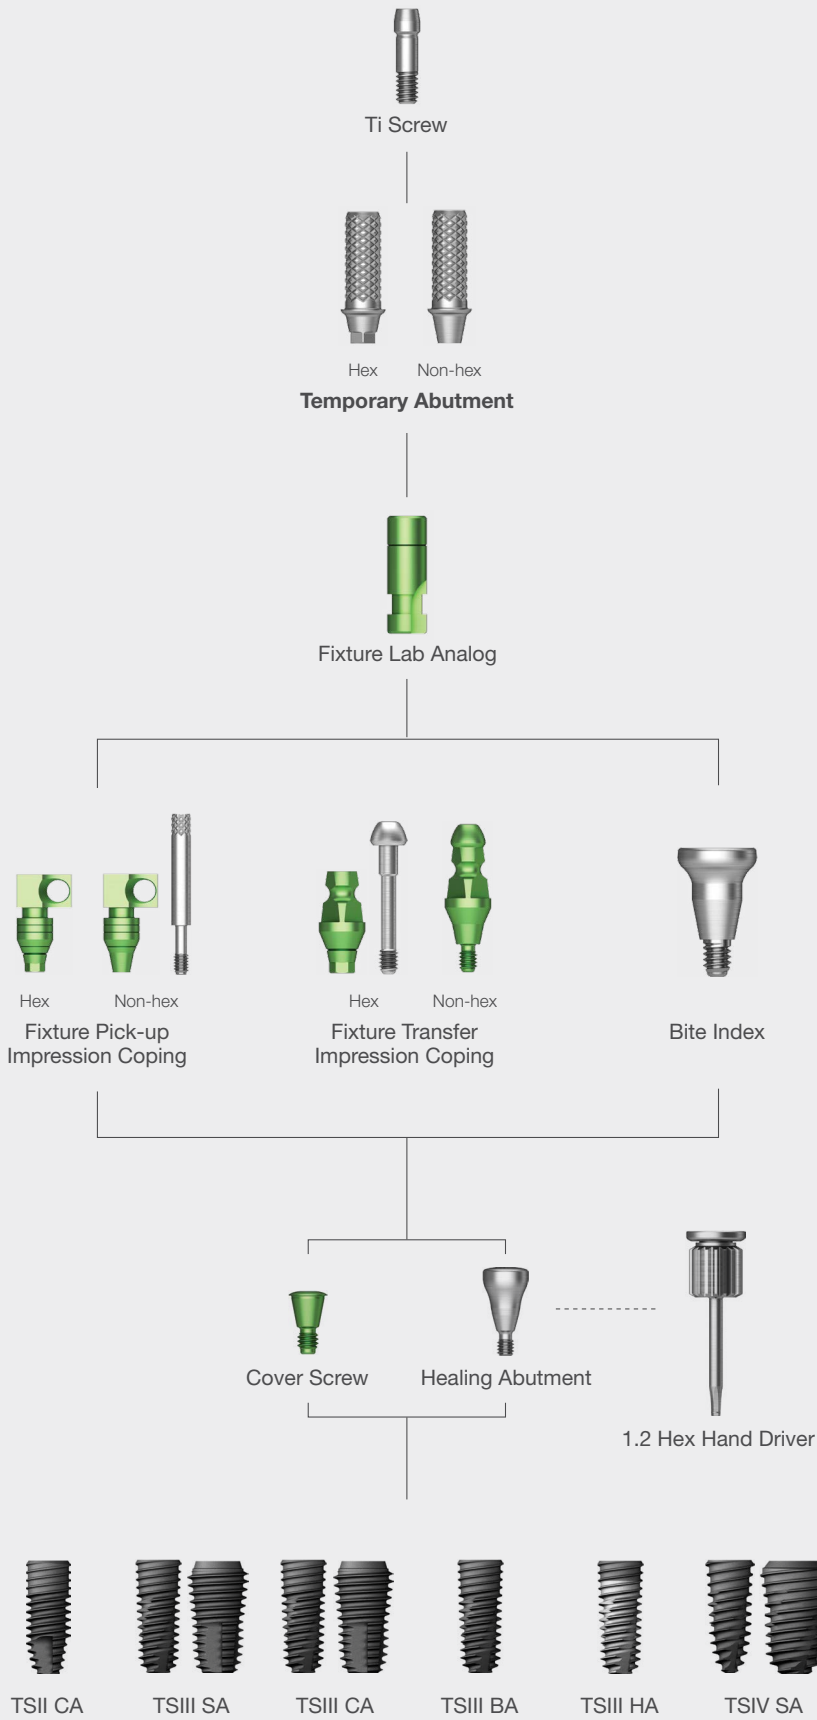 Ti Screw
Hex
Non-hex
Temporary Abutment
Fixture Lab Analog
Hex
Non-hex
Fixture Pick-up
Impression Coping
Hex
Non-hex
Fixture Transfer
Impression Coping
Bite Index
Cover Screw
Healing Abutment
1.2 Hex Hand Driver
TSII CA
TSIII SA
TSIII CA
TSIII BA
TSIII HA
TSIV SA